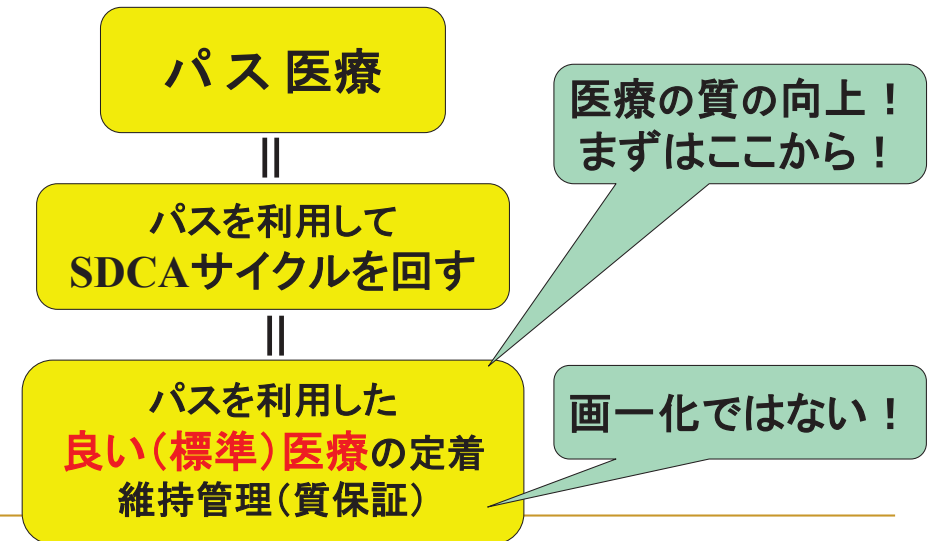 パス医療
||
パスを利用して
SDCAサイクルを回す
||
パスを利用した
良い(標準)医療の定着
維持管理(質保証)
医療の質の向上!
まずはここから!
画一化ではない!